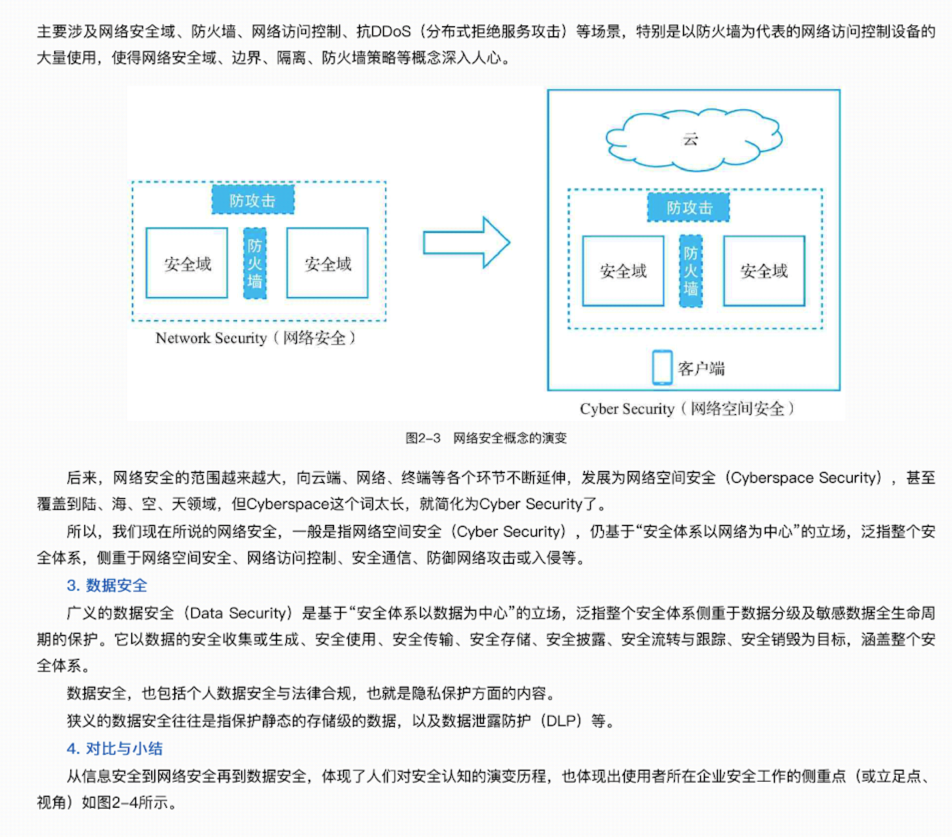 主要涉及网络安全域、防火墙、网络访问控制、抗DDoS（分布式拒绝服务攻击）等场景，特别是以防火墙为代表的网络访问控制设备的
大量使用，使得网络安全域、边界、隔离、防火墙策略等概念深入人心。
防攻击
安全域
防火墙
安全域
Network Security（网络安全）
云
防攻击
安全域
防火墙
安全域
客户端
Cyber Security（网络空间安全）
图2-3 网络安全概念的演变
后来，网络安全的范围越来越大，向云端、网络、终端等各个环节不断延伸，发展为网络空间安全（Cyberspace Security），甚至
覆盖到陆、海、空、天领域，但Cyberspace这个词太长，就简化为Cyber Security了。
所以，我们现在所说的网络安全，一般是指网络空间安全（Cyber Security），仍基于“安全体系以网络为中心”的立场，泛指整个安
全体系，侧重于网络空间安全、网络访问控制、安全通信、防御网络攻击或入侵等。
3. 数据安全
广义的数据安全（Data Security）是基于“安全体系以数据为中心”的立场，泛指整个安全体系侧重于数据分级及敏感数据全生命周
期的保护。它以数据的安全收集或生成、安全使用、安全传输、安全存储、安全披露、安全流转与跟踪、安全销毁为目标，涵盖整个安
全体系。
数据安全，也包括个人数据安全与法律合规，也就是隐私保护方面的内容。
狭义的数据安全往往是指保护静态的存储级的数据，以及数据泄露防护（DLP）等。
4. 对比与小结
从信息安全到网络安全再到数据安全，体现了人们对安全认知的演变历程，也体现出使用者所在企业安全工作的侧重点（或立足点、
视角）如图2-4所示。